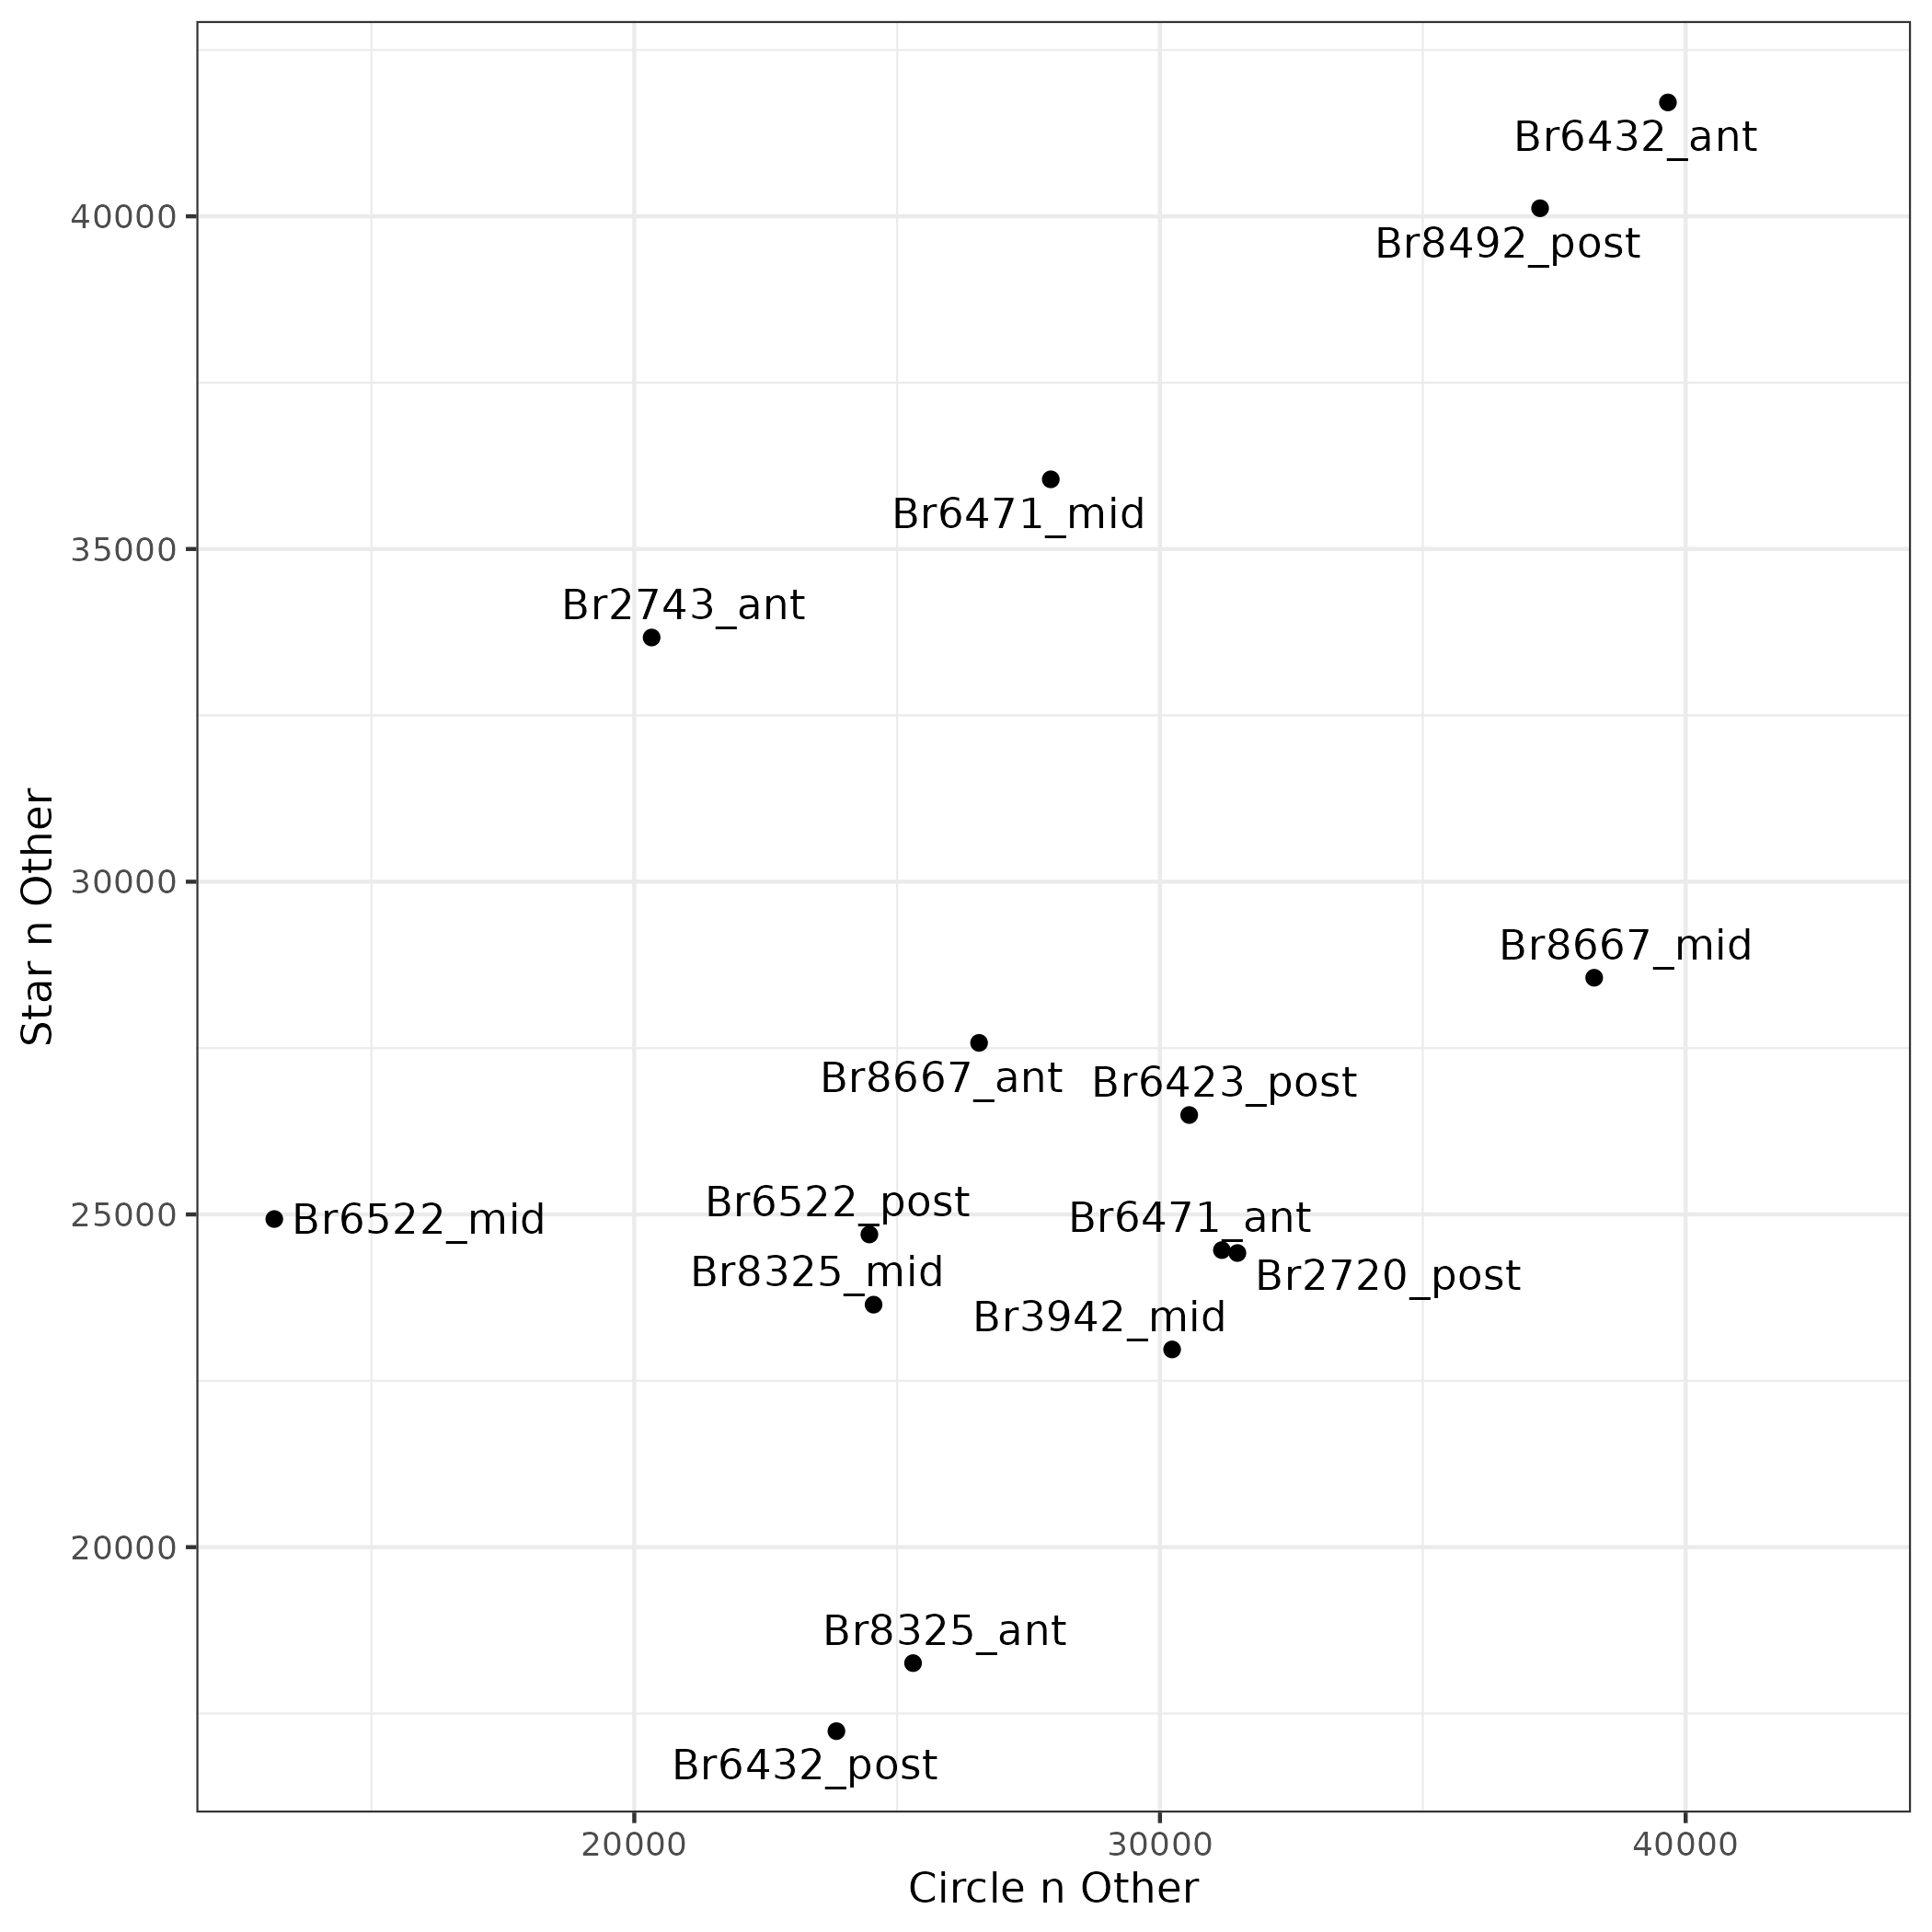 Br6432_ant
40000
Br8492_post
Br6471_mid
35000
Br2743_ant
Star n Other
30000
Br8667_mid
Br8667_ant
Br6423_post
Br6522_post
25000
Br6522_mid
Br6471_ant
Br8325_mid
Br2720_post
Br3942_mid
20000
Br8325_ant
Br6432_post
20000
30000
40000
Circle n Other